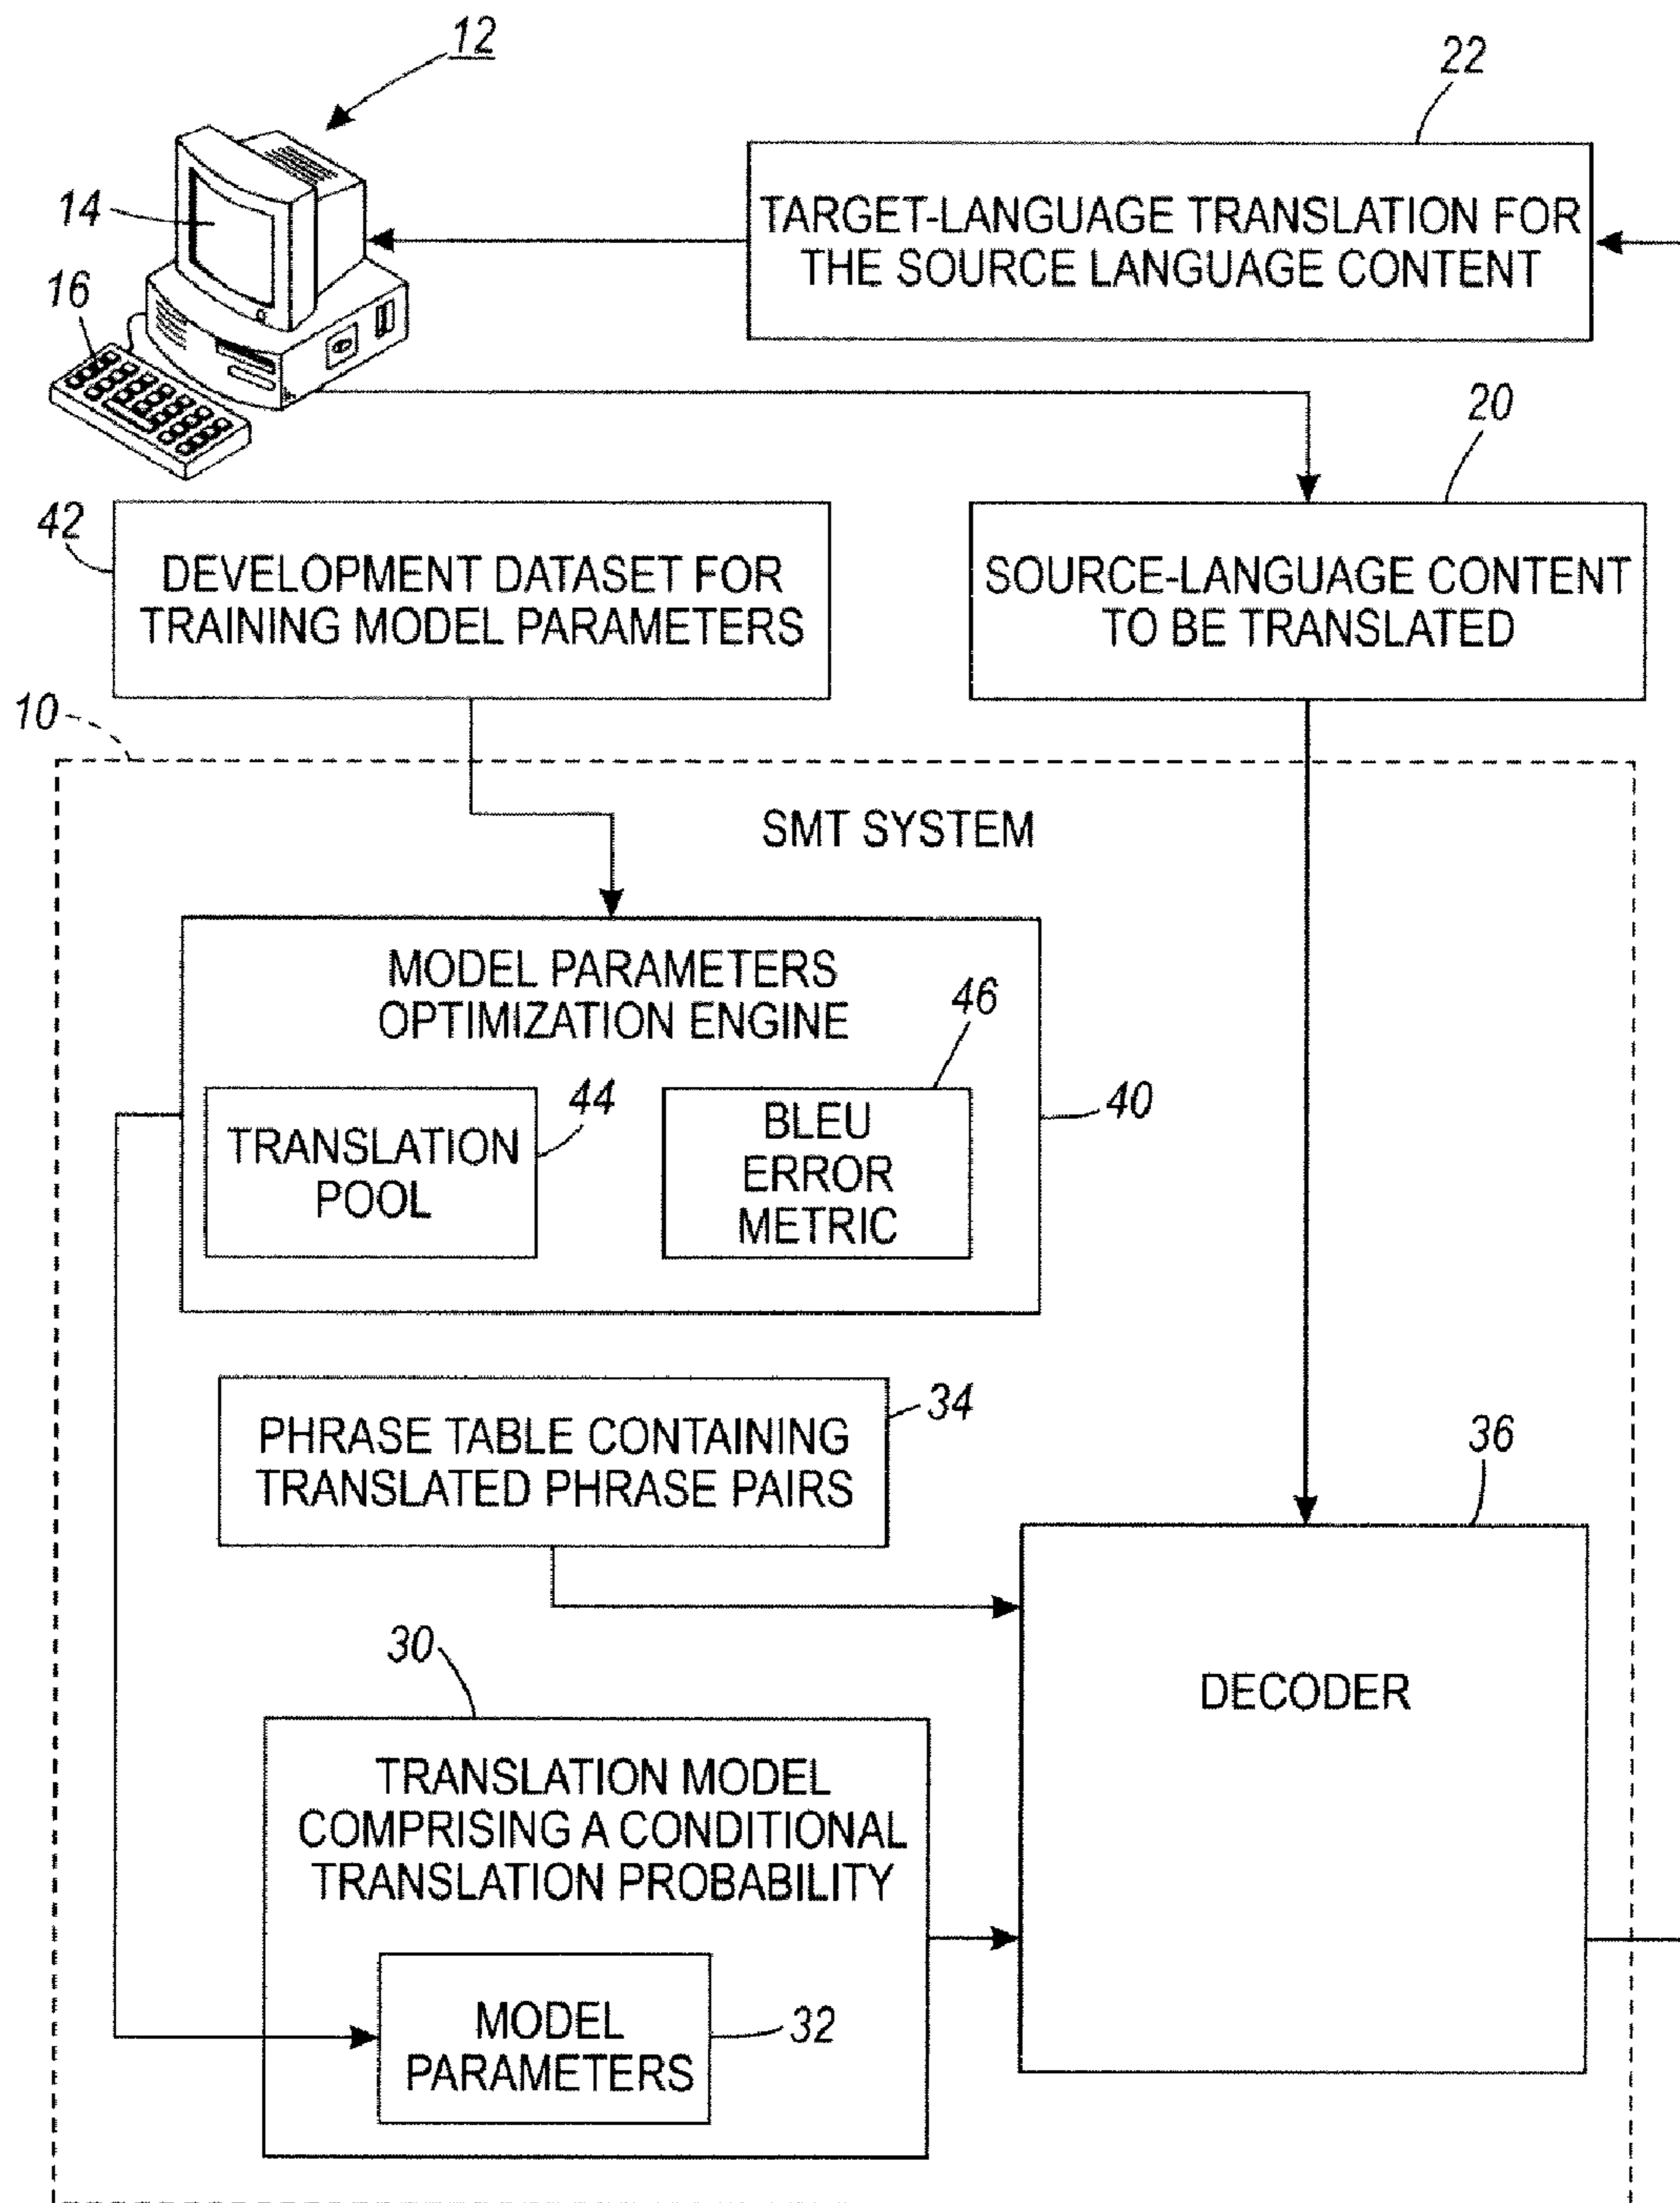 12
22
14
TARGET-LANGUAGE TRANSLATION FOR
THE SOURCE LANGUAGE CONTENT
16
20
42
DEVELOPMENT DATASET FOR
TRAINING MODEL PARAMETERS
SOURCE-LANGUAGE CONTENT
TO BE TRANSLATED
10
SMT SYSTEM
MODEL PARAMETERS
OPTIMIZATION ENGINE
46
44
40
TRANSLATION
POOL
BLEU
ERROR
METRIC
34
PHRASE TABLE CONTAINING
TRANSLATED PHRASE PAIRS
36
DECODER
30
TRANSLATION MODEL
COMPRISING A CONDITIONAL
TRANSLATION PROBABILITY
MODEL
PARAMETERS
32